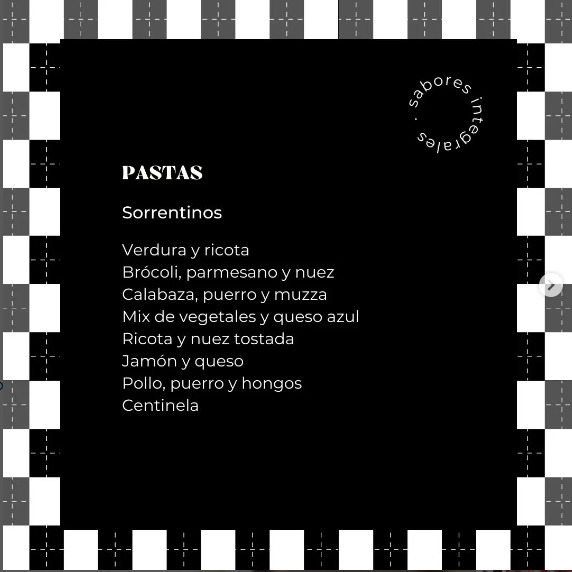 sabores integrales ·
PASTAS
Sorrentinos
Verdura y ricota
Brócoli, parmesano y nuez
Calabaza, puerro y muzza
Mix de vegetales y queso azul
Ricota y nuez tostada
Jamón y queso
Pollo, puerro y hongos
Centinela